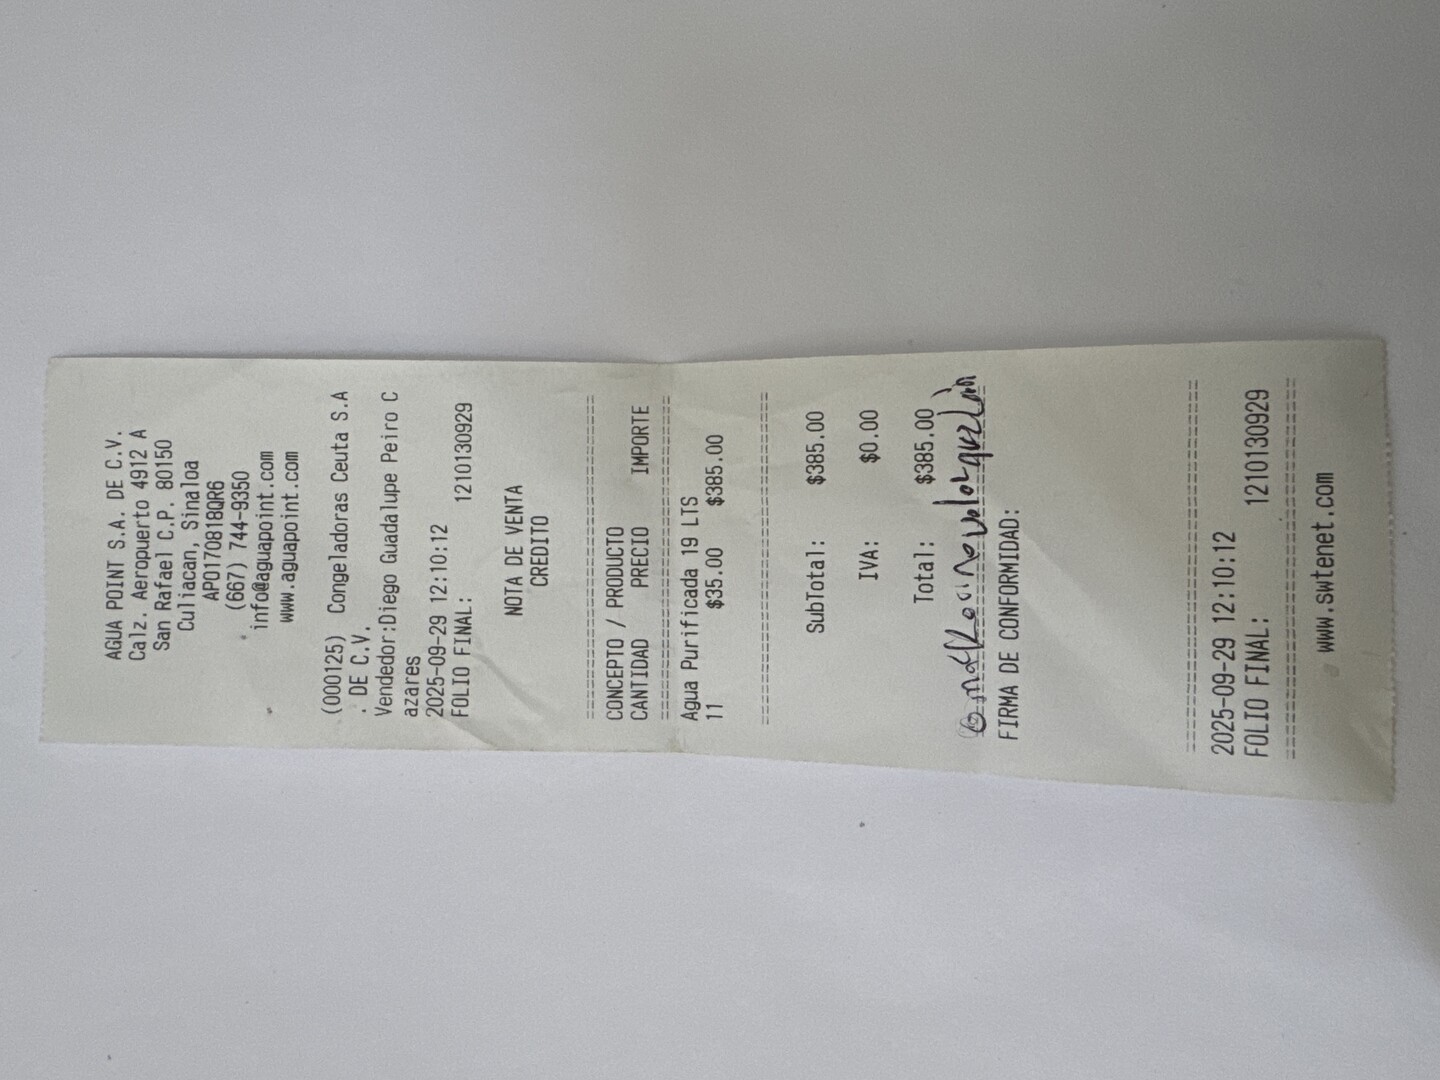 AGUA POINT S.A. DE C.V.
Calz. Aeropuerto 4912 A
San Rafael C.P. 80150
Culiacan, Sinaloa
APO170818QR6
(667) 744-9350
info@aguapoint.com
www.aguapoint.com
(000125) Congeladoras Ceuta S.A
. DE C.V.
Vendedor:Diego Guadalupe Peiro C
azares
2025-09-29 12:10:12
FOLIO FINAL: 1210130929
NOTA DE VENTA
CREDITO
================================
CONCEPTO / PRODUCTO
CANTIDAD PRECIO IMPORTE
================================
Agua Purificada 19 LTS
11 $35.00 $385.00
================================
SubTotal: $385.00
IVA: $0.00
Total: $385.00
FIRMA DE CONFORMIDAD:
================================
2025-09-29 12:10:12
FOLIO FINAL: 1210130929
================================
www.swtenet.com